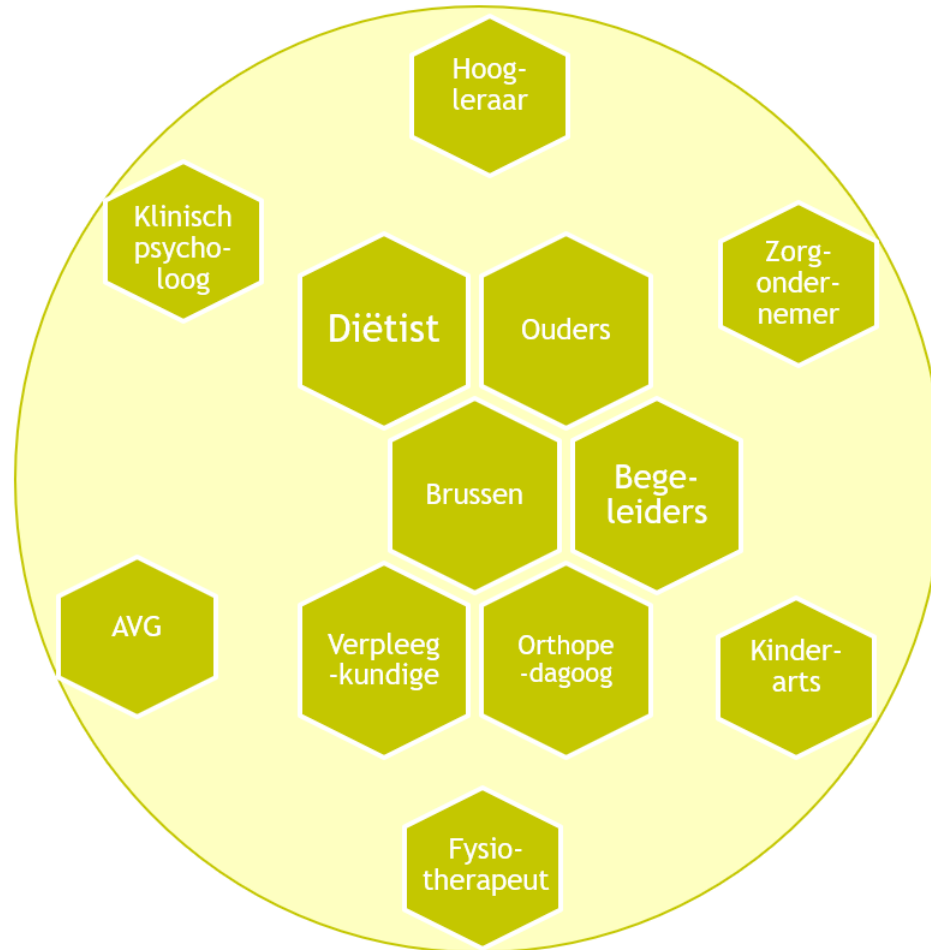 Hoog-
leraar
Klinisch
psycho-
loog
Zorg-
onder-
nemer
Diëtist
Ouders
Brussen
Bege-
leiders
AVG
Verpleeg
-kundige
Orthope
-dagoog
Kinder-
arts
Fysio-
therapeut